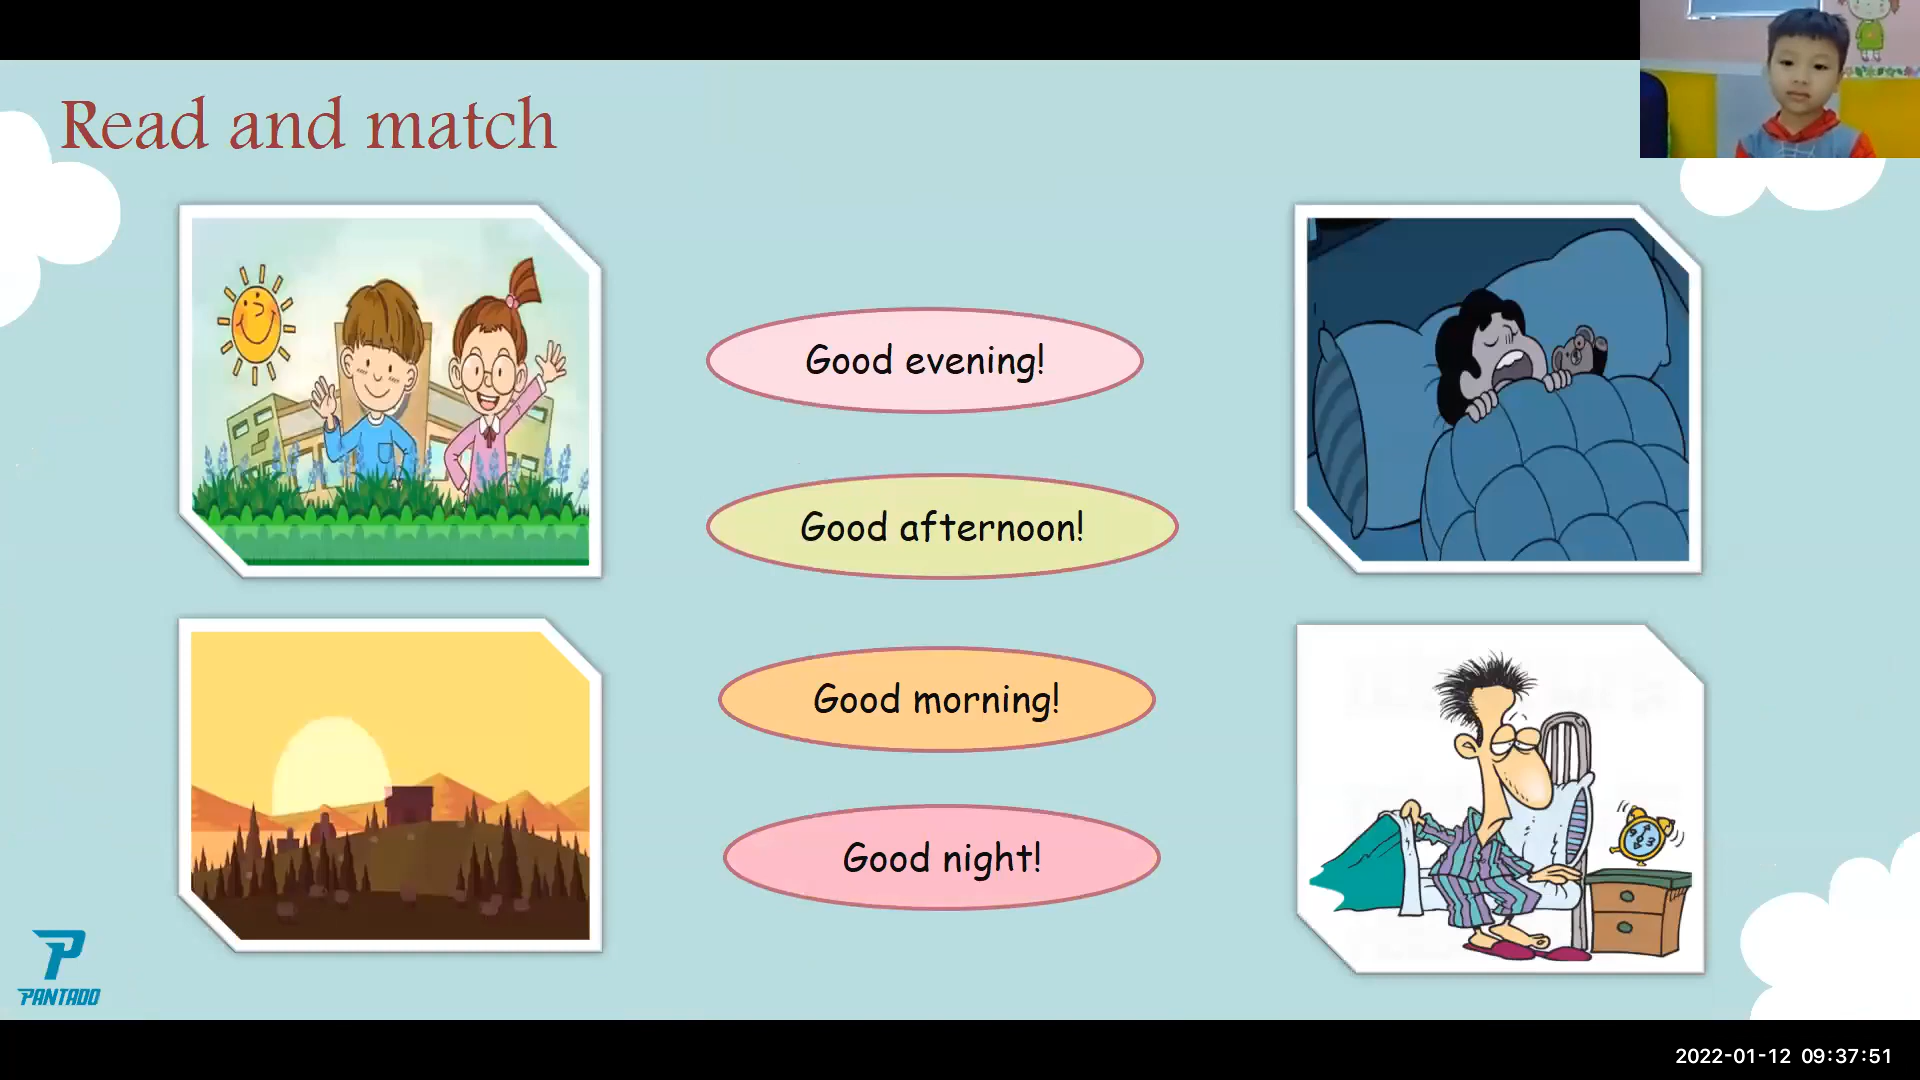 Read and match
Good evening!
Good afternoon!
Good morning!
Good night!
PANTADO
2022-01-12 09:37:51